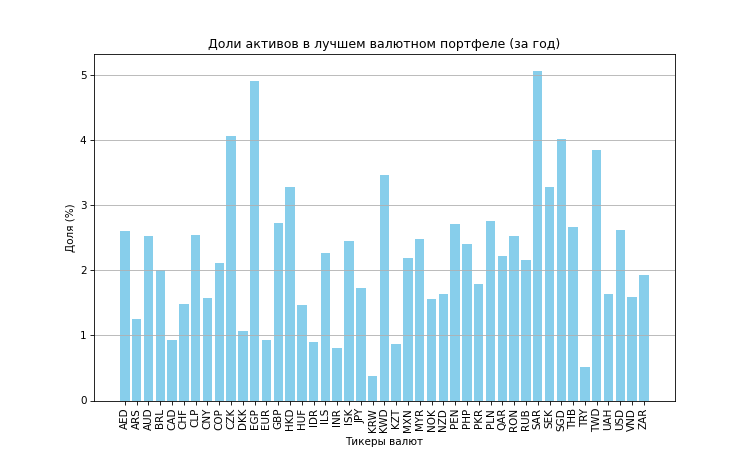 Доли активов в лучшем валютном портфеле (за год)
Доля (%)
5
4
3
2
1
0
AED ARS AUD BRL CAD CHF CLP CNY COP CZK DKK EGP EUR GBP HKD HUF IDR ILS INR ISK JPY KRW KWD KZT MXN MYR NOK NZD PEN PHP PKR PLN QAR RON RUB SAR SEK SGD THB TRY TWD UAH USD VND ZAR
Тикеры валют